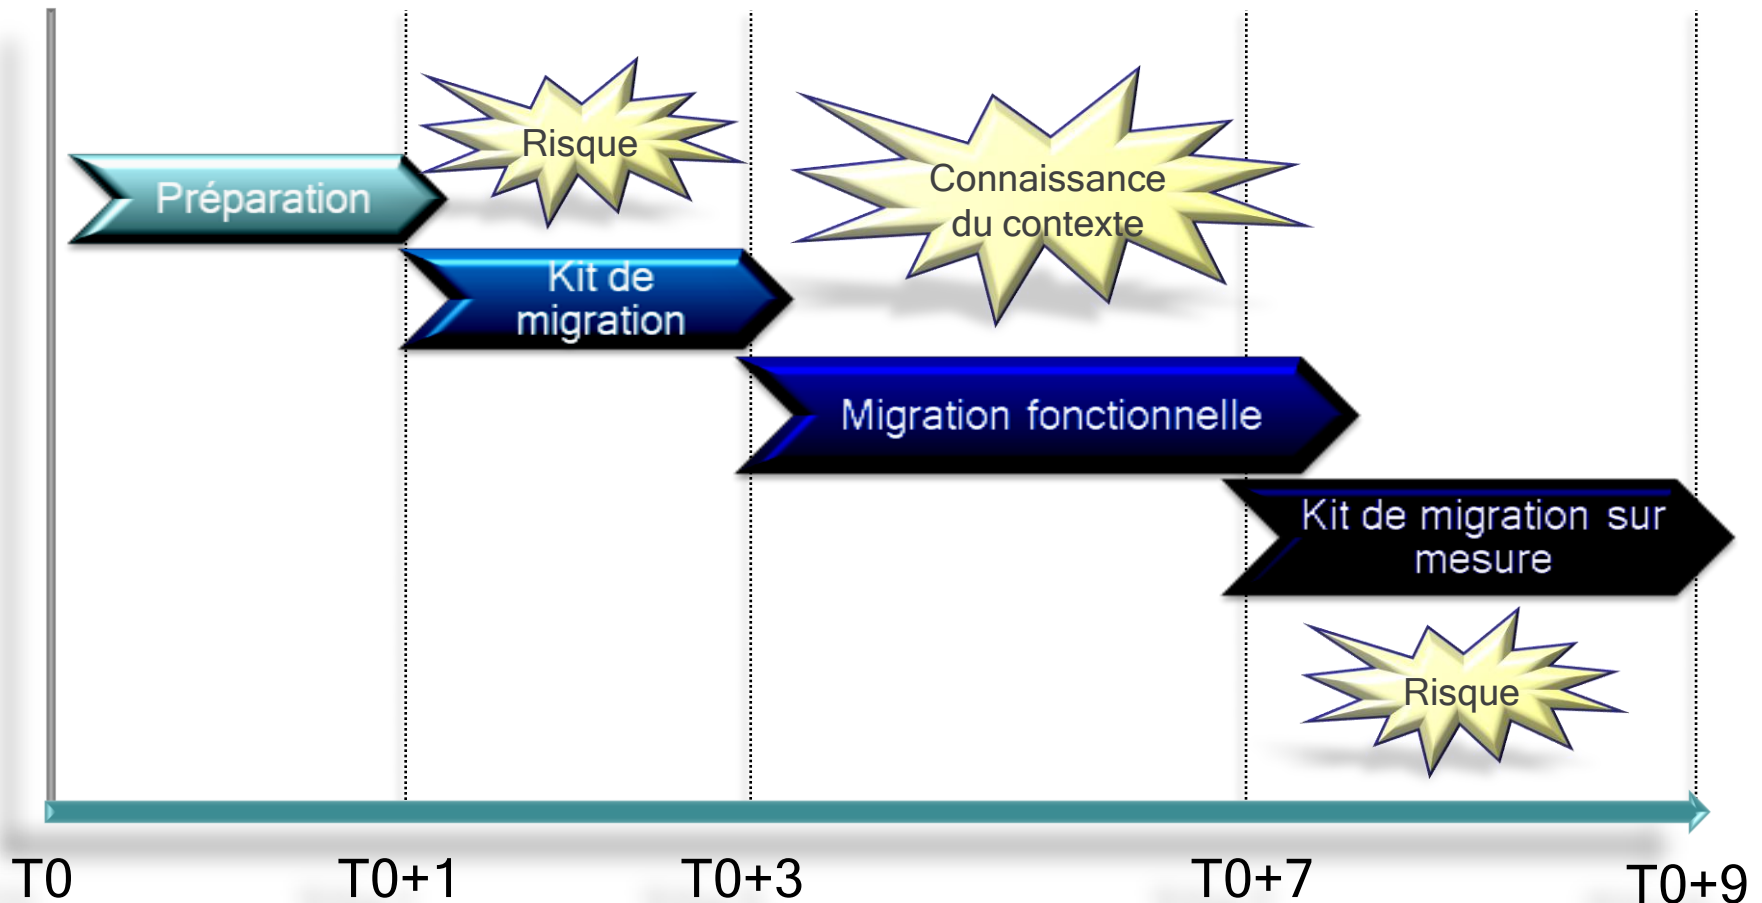 Risque
Préparation
Connaissance
du contexte
Kit de
migration
Migration fonctionnelle
Kit de migration sur
mesure
Risque
T0
T0+1
T0+3
T0+7
T0+9